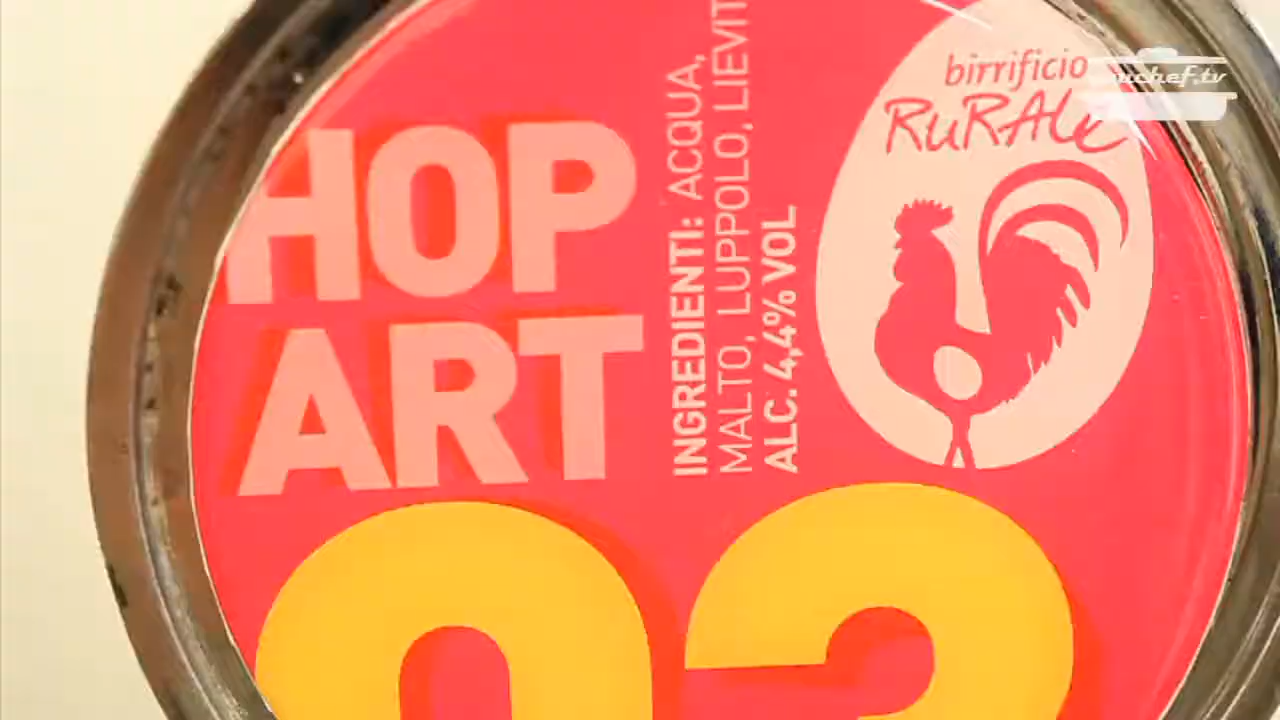 HOP
ART
INGREDIENTI: ACQUA,
MALTO, LUPPOLO, LIEVIT
ALC. 4,4% VOL
birrificio
RURALE